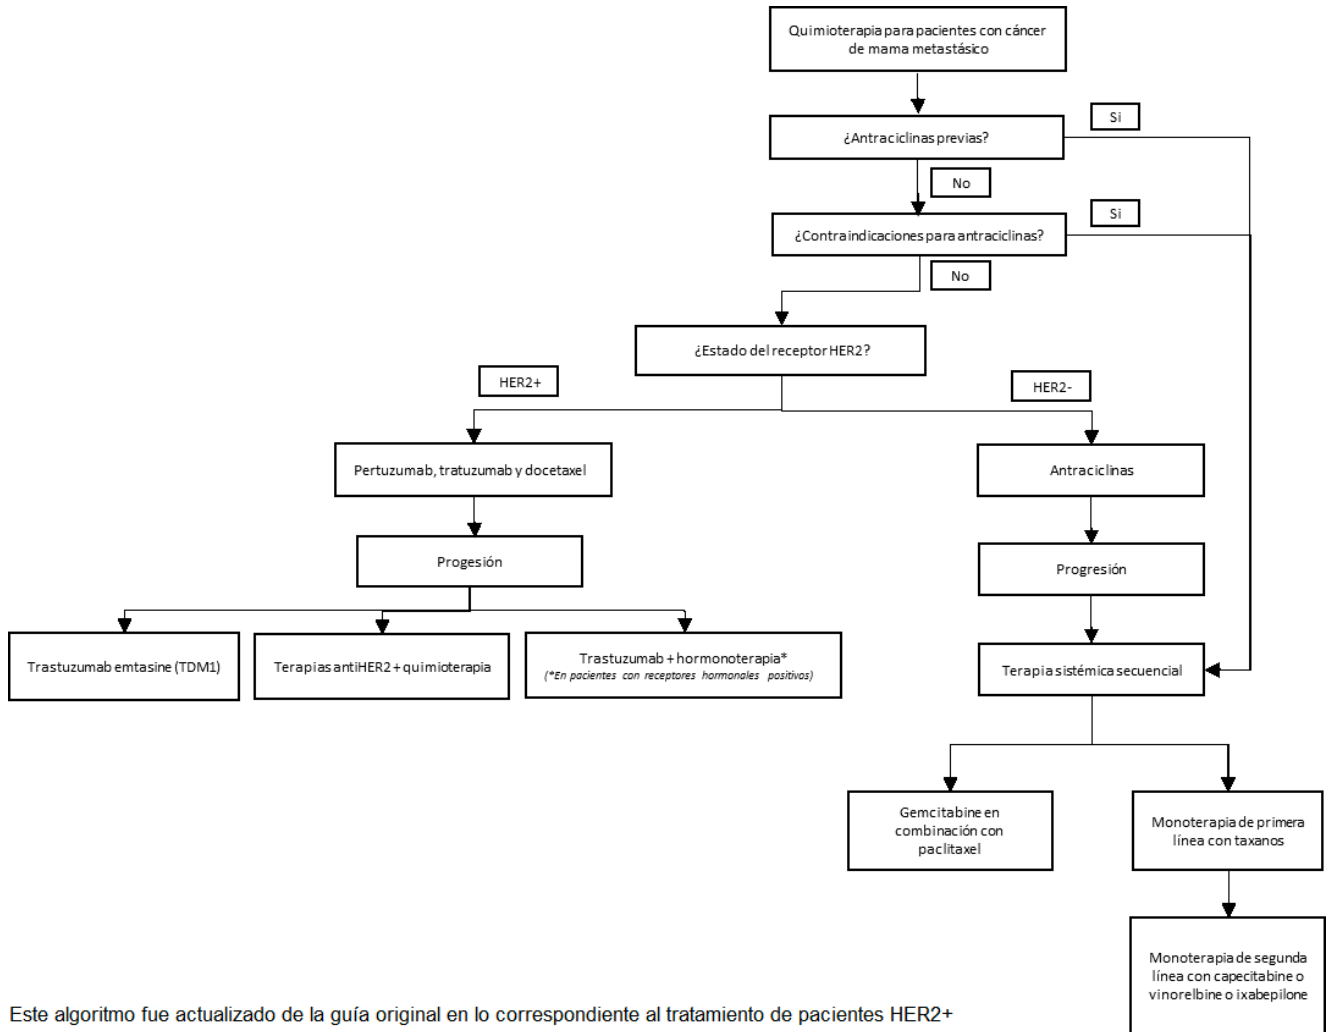 Quimioterapia para pacientes con cáncer
de mama metastásico
¿Antraciclinas previas?
Si
No
¿Contraindicaciones para antraciclinas?
Si
No
¿Estado del receptor HER2?
HER2+
HER2-
Pertuzumab, tratuzumab y docetaxel
Antraciclinas
Progesión
Progresión
Trastuzumab emtasine (TDM1)
Terapias antiHER2 + quimioterapia
Trastuzumab + hormonoterapia*
(*En pacientes con receptores hormonales positivos)
Terapia sistémica secuencial
Gemcitabine en
combinación con
paclitaxel
Monoterapia de primera
línea con taxanos
Monoterapia de segunda
línea con capecitabine o
vinorelbine o ixabepilone
Este algoritmo fue actualizado de la guía original en lo correspondiente al tratamiento de pacientes HER2+